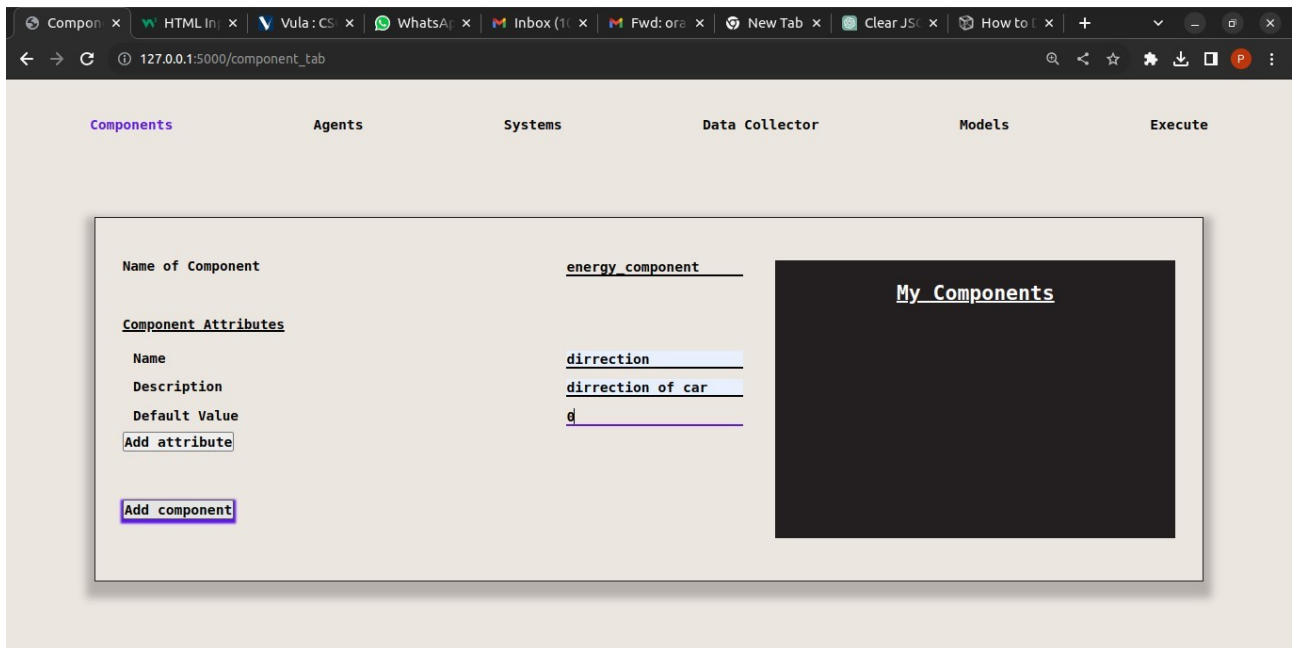 Compon HTML In Vula : CS WhatsAp Inbox (1( Fwd: ora New Tab Clear JSC How to
127.0.0.1:5000/component_tab P
Components Agents Systems Data Collector Models Execute
Name of Component energy_component
My Components
Component Attributes
Name dirrection
Description dirrection of car
Default Value 0
Add attribute
Add component